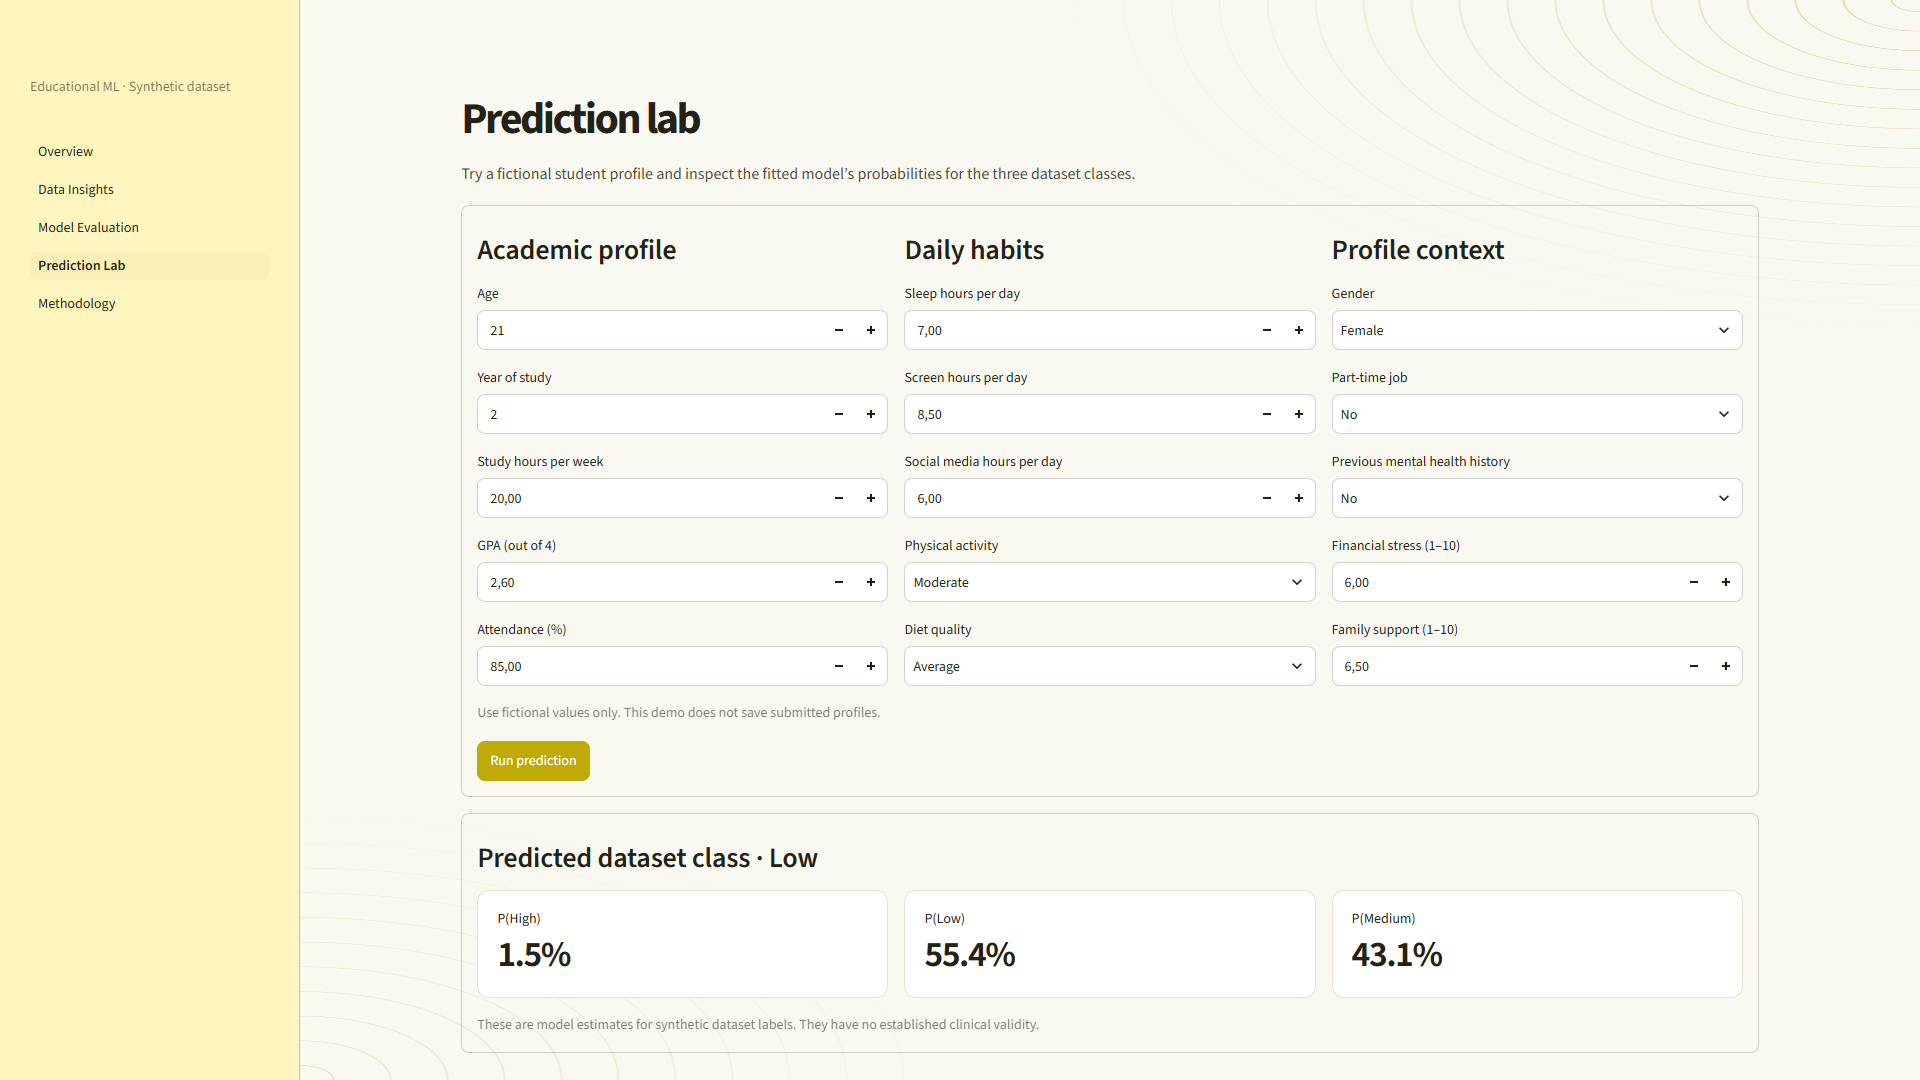 Educational ML · Synthetic dataset
Overview
Data Insights
Model Evaluation
Prediction Lab
Methodology
Prediction lab
Try a fictional student profile and inspect the fitted model’s probabilities for the three dataset classes.
Academic profile
Age
21
Year of study
2
Study hours per week
20,00
GPA (out of 4)
2,60
Attendance (%)
85,00
Daily habits
Sleep hours per day
7,00
Screen hours per day
8,50
Social media hours per day
6,00
Physical activity
Moderate
Diet quality
Average
Profile context
Gender
Female
Part-time job
No
Previous mental health history
No
Financial stress (1–10)
6,00
Family support (1–10)
6,50
Use fictional values only. This demo does not save submitted profiles.
Run prediction
Predicted dataset class · Low
P(High)
1.5%
P(Low)
55.4%
P(Medium)
43.1%
These are model estimates for synthetic dataset labels. They have no established clinical validity.